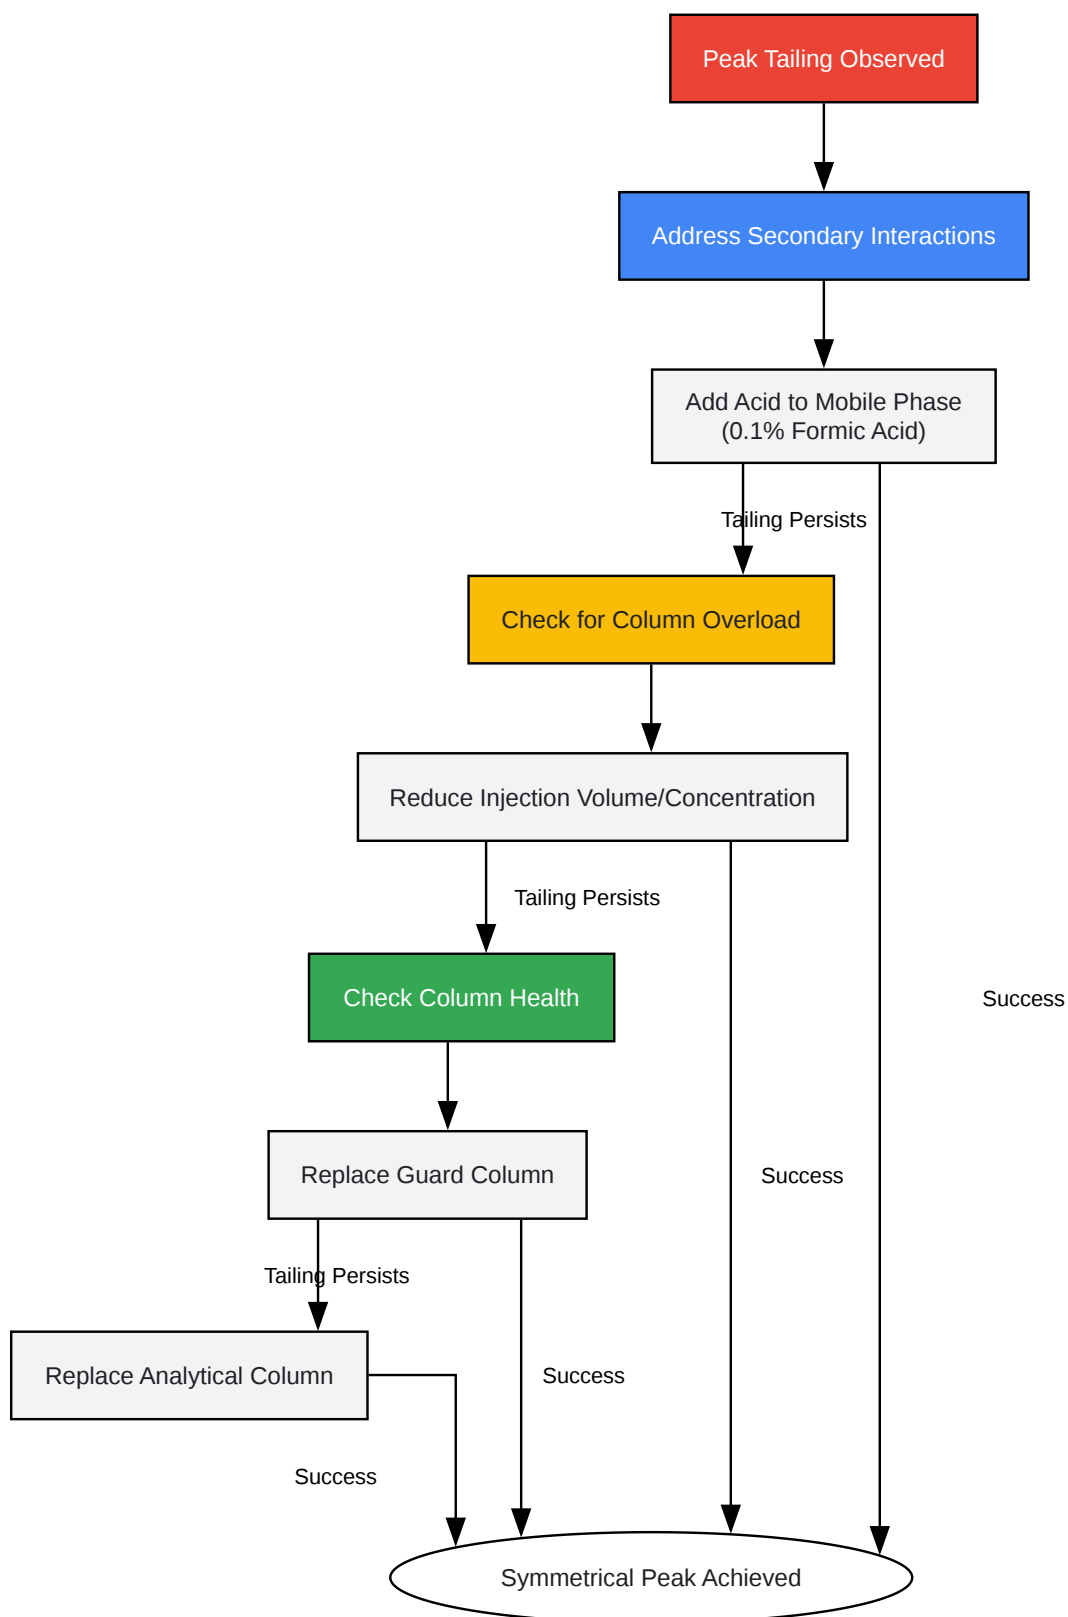 Peak Tailing Observed
Address Secondary Interactions
Add Acid to Mobile Phase
(0.1% Formic Acid)
Tailing Persists
Check for Column Overload
Reduce Injection Volume/Concentration
Tailing Persists
Check Column Health
Success
Replace Guard Column
Success
Tailing Persists
Replace Analytical Column
Success
Success
Symmetrical Peak Achieved